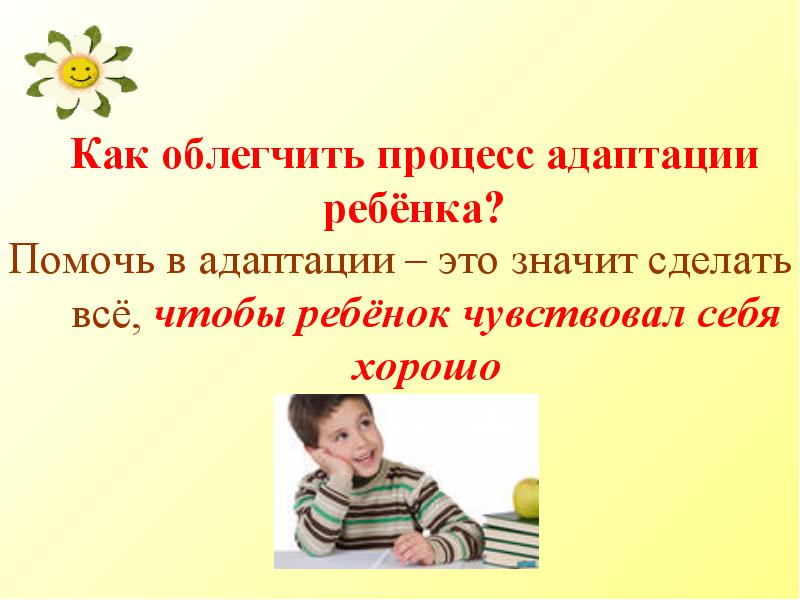 Как облегчить процесс адаптации
ребёнка?
Помочь в адаптации – это значит сделать
всё, чтобы ребёнок чувствовал себя
хорошо